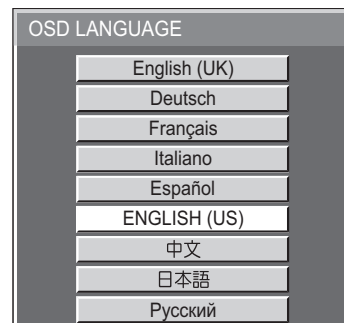 OSD LANGUAGE
English (UK)
Deutsch
Français
Italiano
Español
ENGLISH (US)
中文
日本語
Русский